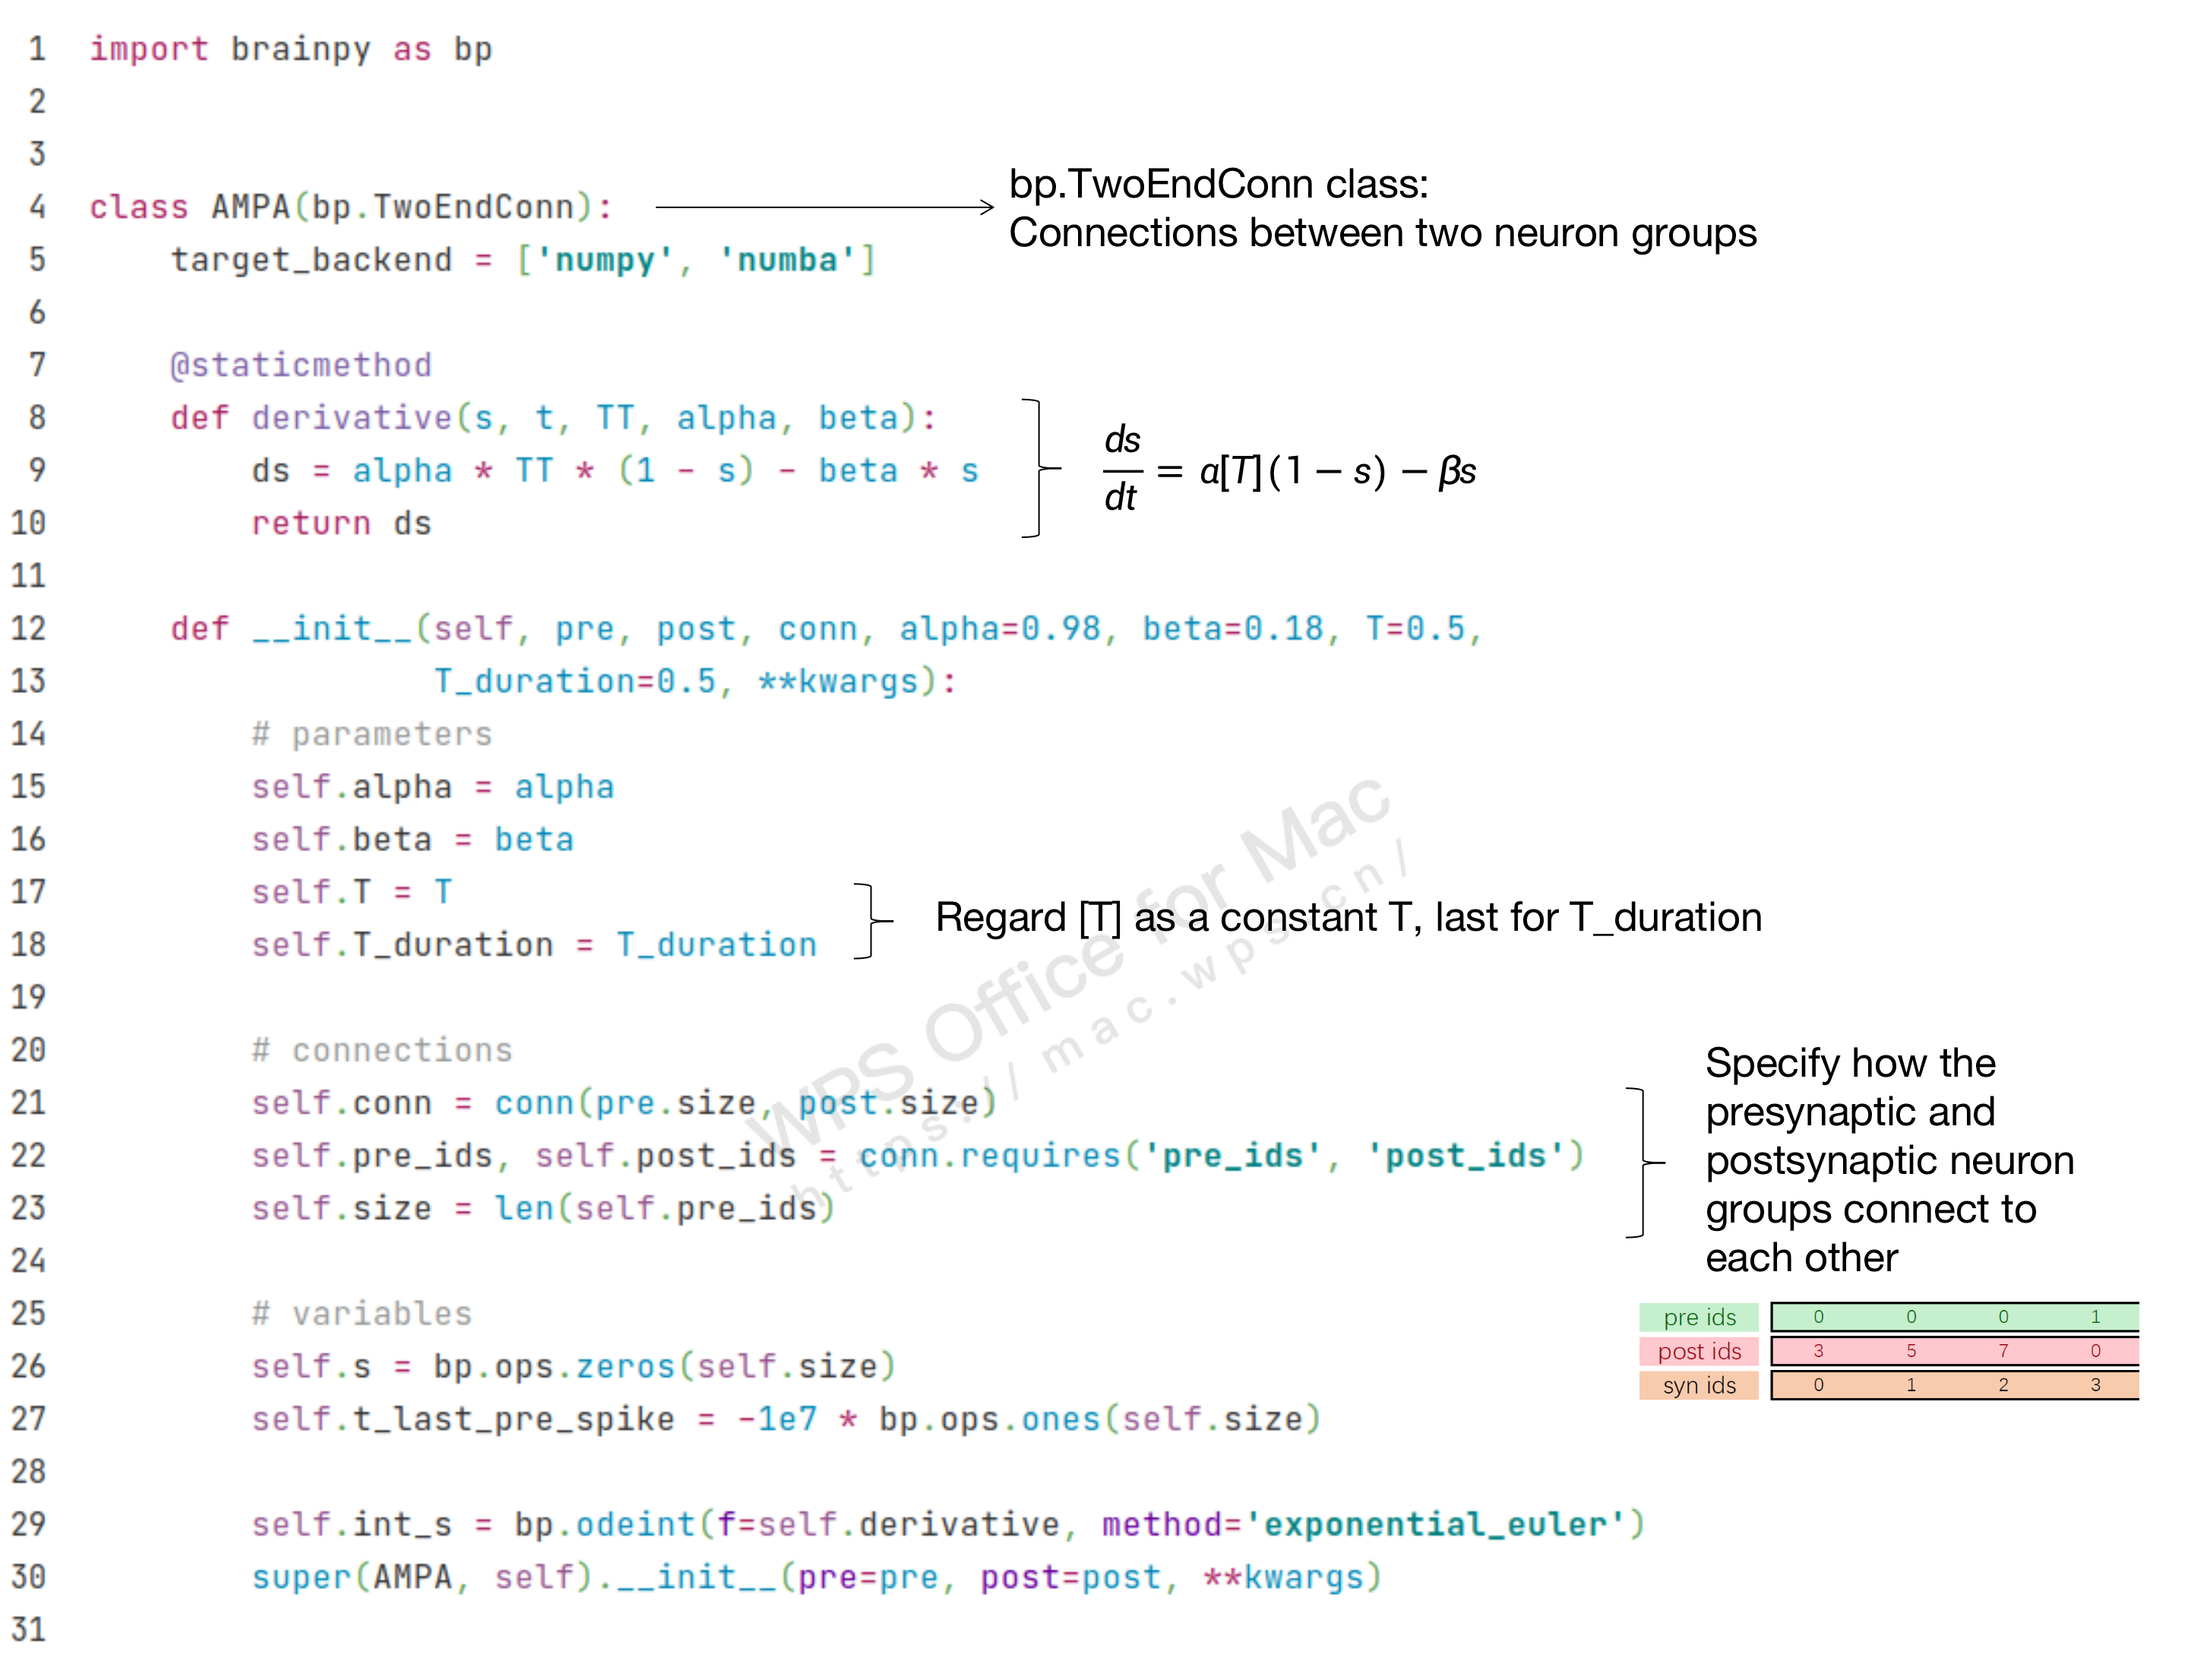 1 import brainpy as bp
2
3
4 class AMPA(bp.TwoEndConn):
bp.TwoEndConn class:
Connections between two neuron groups
5 target_backend = ['numpy', 'numba']
6
7 @staticmethod
8 def derivative(s, t, TT, alpha, beta):
9 ds = alpha * TT * (1 - s) - beta * s
10 return ds
ds/dt = α[T](1 − s) − βs
11
12 def __init__(self, pre, post, conn, alpha=0.98, beta=0.18, T=0.5,
13 T_duration=0.5, **kwargs):
14 # parameters
15 self.alpha = alpha
16 self.beta = beta
17 self.T = T
18 self.T_duration = T_duration
Regard [T] as a constant T, last for T_duration
19
20 # connections
21 self.conn = conn(pre.size, post.size)
22 self.pre_ids, self.post_ids = conn.requires('pre_ids', 'post_ids')
23 self.size = len(self.pre_ids)
Specify how the
presynaptic and
postsynaptic neuron
groups connect to
each other
24
25 # variables
26 self.s = bp.ops.zeros(self.size)
27 self.t_last_pre_spike = -1e7 * bp.ops.ones(self.size)
pre ids 0 0 0 1
post ids 3 5 7 0
syn ids 0 1 2 3
28
29 self.int_s = bp.odeint(f=self.derivative, method='exponential_euler')
30 super(AMPA, self).__init__(pre=pre, post=post, **kwargs)
31
WPS Office for Mac
https://mac.wps.cn/